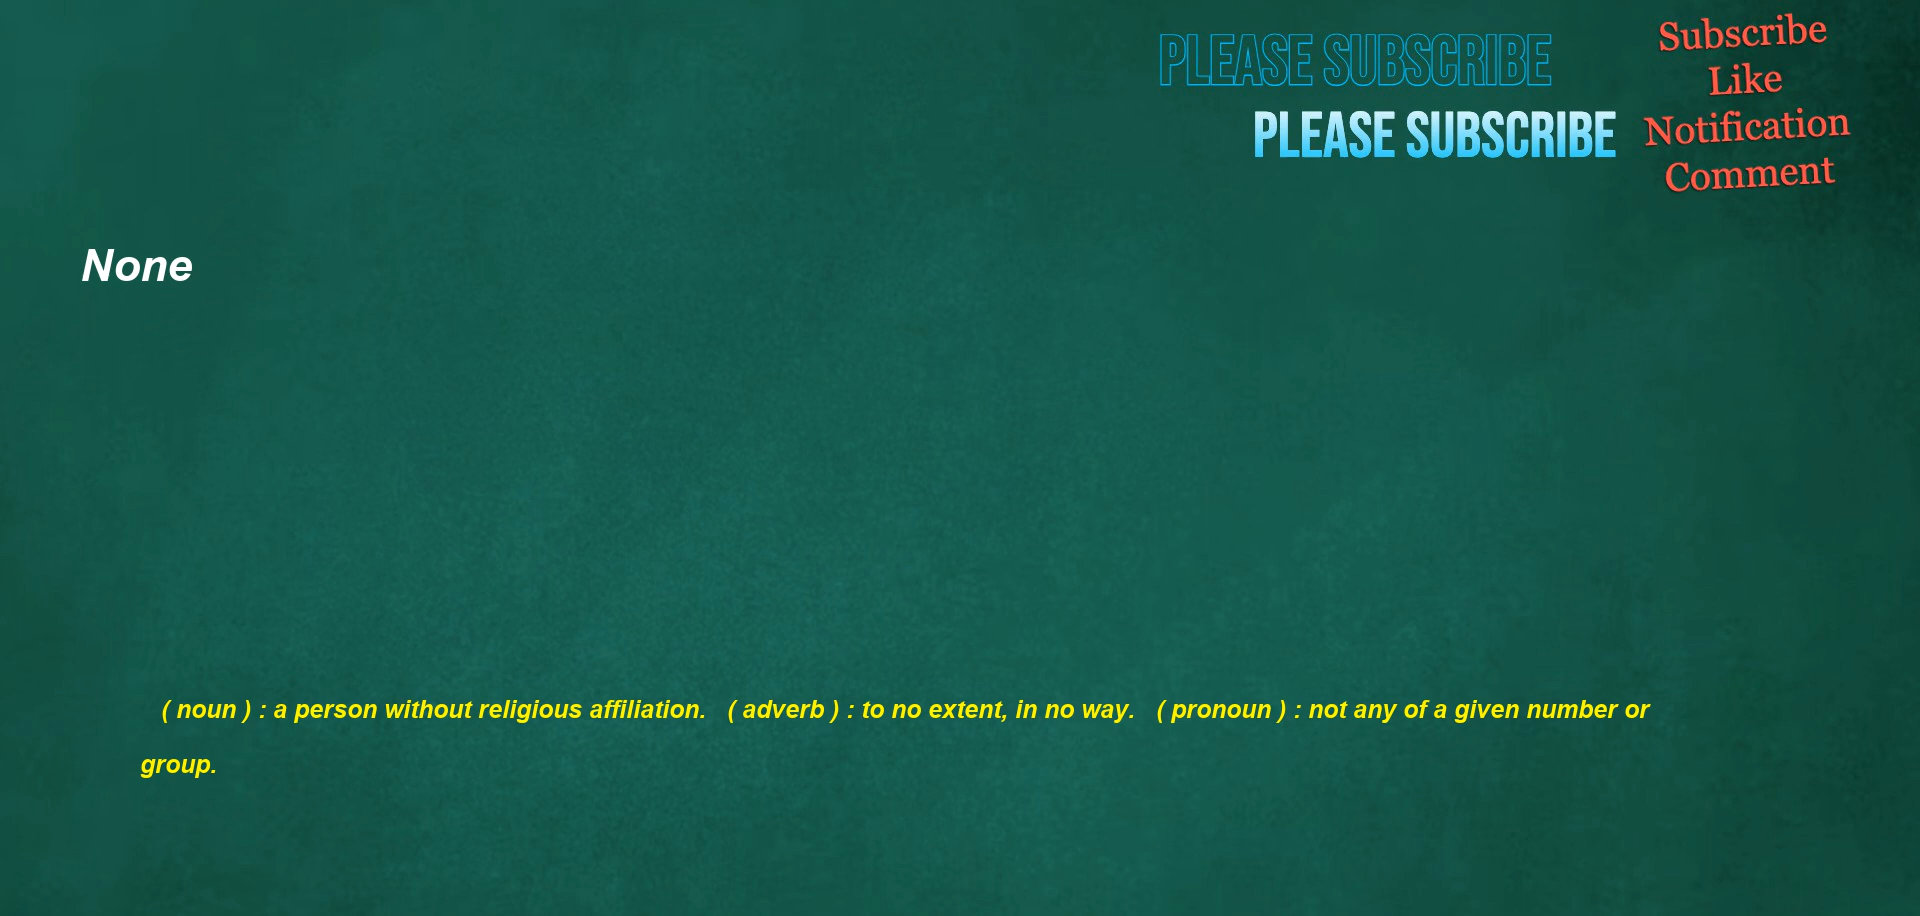 PLEASE SUBSCRIBE
PLEASE SUBSCRIBE
Subscribe
Like
Notification
Comment
None
( noun ) : a person without religious affiliation. ( adverb ) : to no extent, in no way. ( pronoun ) : not any of a given number or
group.